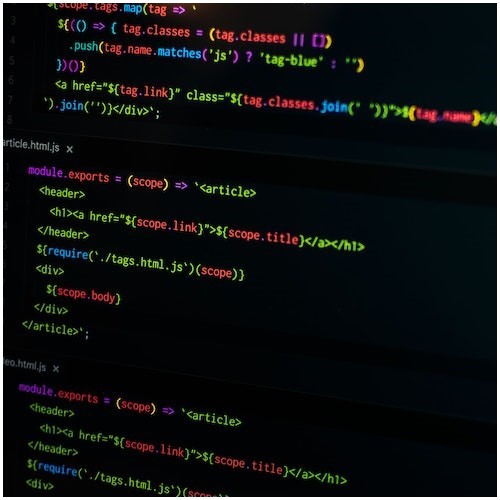 ${scope.tags.map(tag => `
${(() => { tag.classes = (tag.classes || [])
.push(tag.name.matches('js') ? 'tag-blue' : '')
})()}
<a href="${tag.link}" class="${tag.classes.join(" ")}">${tag.name}</a
`).join('')}</div>`;
article.html.js ×
module.exports = (scope) => `<article>
<header>
<h1><a href="${scope.link}">${scope.title}</a></h1>
</header>
${require(`./tags.html.js`)(scope)}
<div>
${scope.body}
</div>
</article>`;
eo.html.js ×
module.exports = (scope) => `<article>
<header>
<h1><a href="${scope.link}">${scope.title}</a></h1>
</header>
${require(`./tags.html.js`)(scope)}
<div>